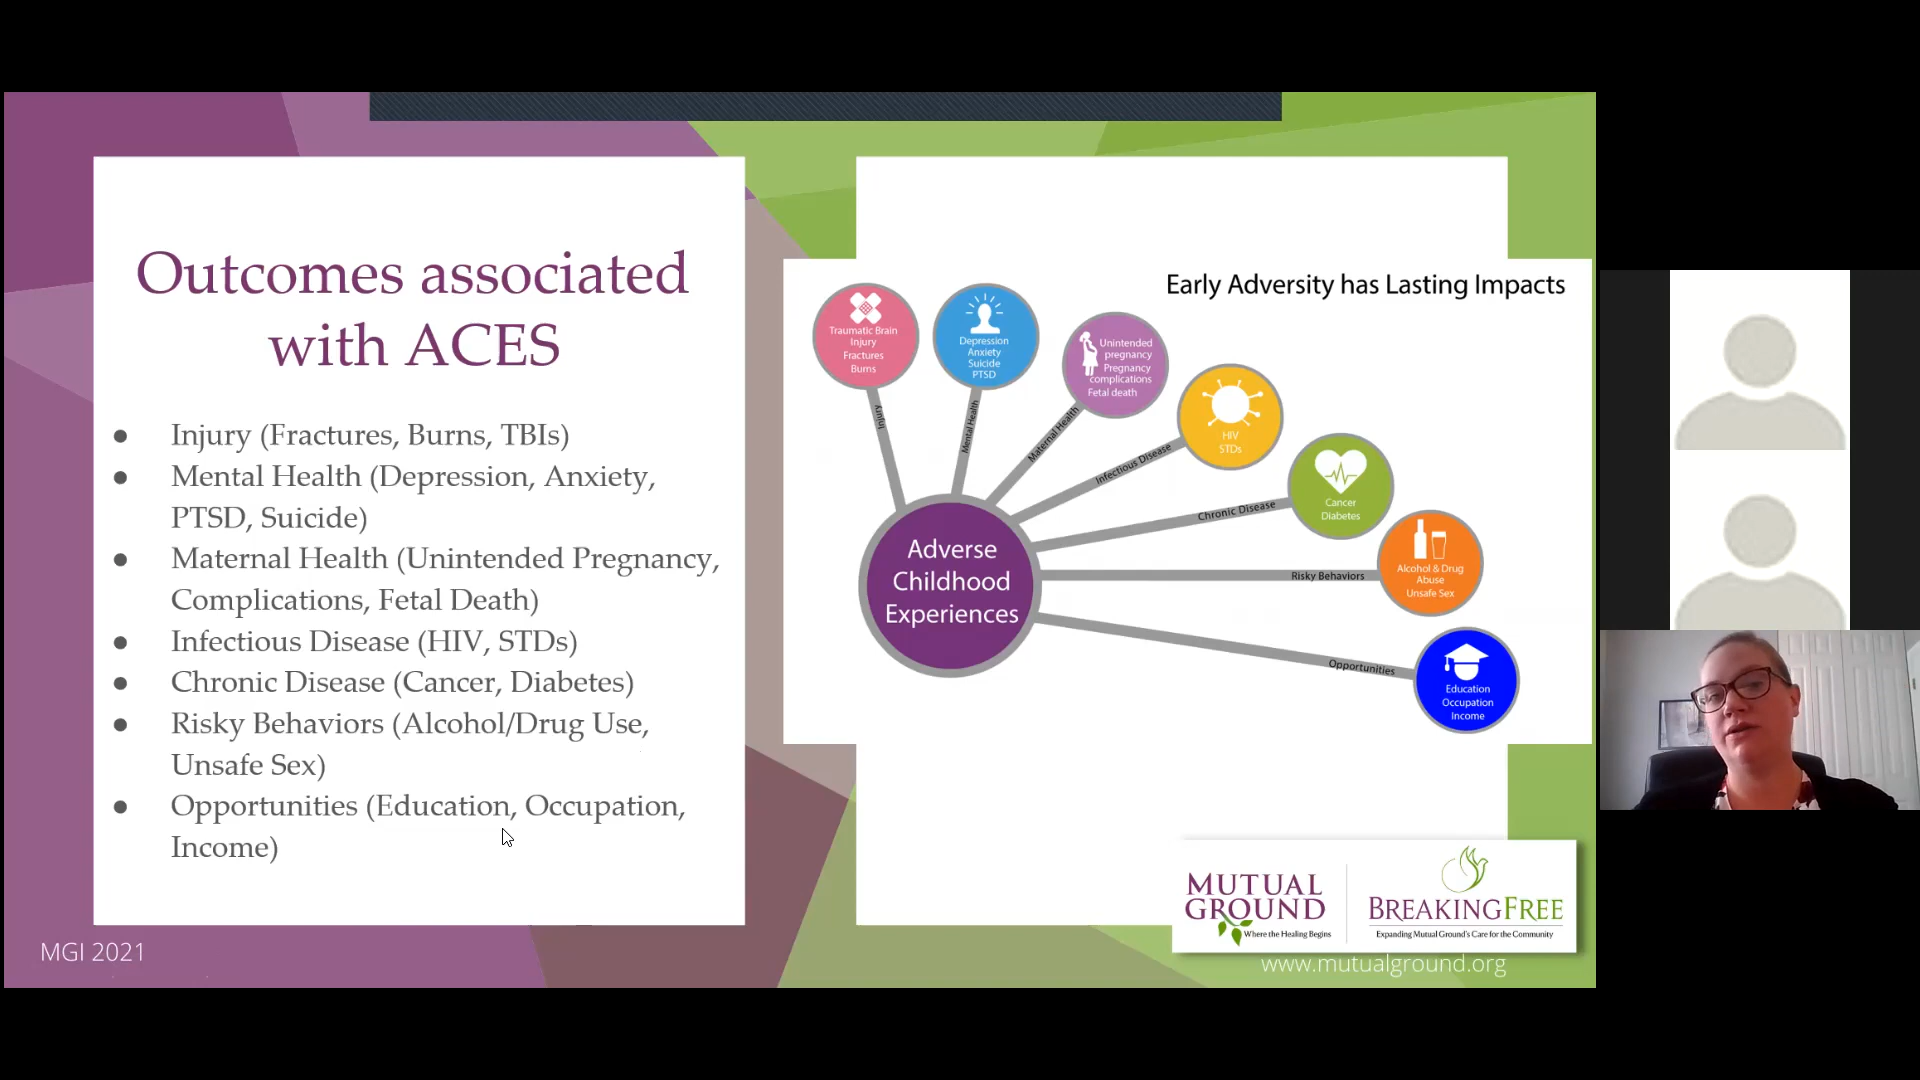 Outcomes associated
with ACES
● Injury (Fractures, Burns, TBIs)
● Mental Health (Depression, Anxiety,
PTSD, Suicide)
● Maternal Health (Unintended Pregnancy,
Complications, Fetal Death)
● Infectious Disease (HIV, STDs)
● Chronic Disease (Cancer, Diabetes)
● Risky Behaviors (Alcohol/Drug Use,
Unsafe Sex)
● Opportunities (Education, Occupation,
Income)
MGI 2021
Early Adversity has Lasting Impacts
Traumatic Brain
Injury
Fractures
Burns
Depression
Anxiety
Suicide
PTSD
Unintended
pregnancy
Pregnancy
complications
Fetal death
HIV
STDs
Cancer
Diabetes
Alcohol & Drug
Abuse
Unsafe Sex
Education
Occupation
Income
Injury
Mental Health
Maternal Health
Infectious Disease
Chronic Disease
Risky Behaviors
Opportunities
Adverse
Childhood
Experiences
MUTUAL
GROUND
Where the Healing Begins
BREAKINGFREE
Expanding Mutual Ground's Care for the Community
www.mutualground.org